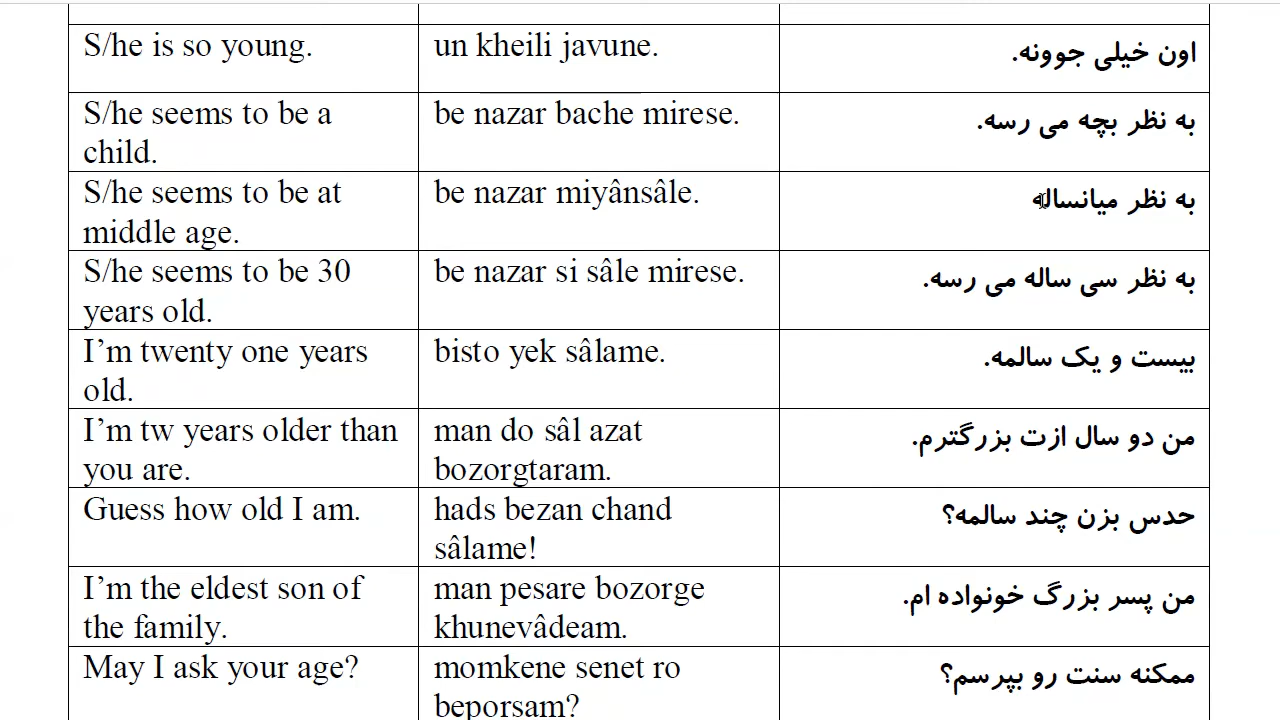 S/he is so young.
un kheili javune.
اون خیلی جوونه.
S/he seems to be a
child.
be nazar bache mirese.
به نظر بچه می رسه.
S/he seems to be at
middle age.
be nazar miyânsâle.
به نظر میانساله
S/he seems to be 30
years old.
be nazar si sâle mirese.
به نظر سی ساله می رسه.
I’m twenty one years
old.
bisto yek sâlame.
بیست و یک سالمه.
I’m tw years older than
you are.
man do sâl azat
bozorgtaram.
من دو سال ازت بزرگترم.
Guess how old I am.
hads bezan chand
sâlame!
حدس بزن چند سالمه؟
I’m the eldest son of
the family.
man pesare bozorge
khunevâdeam.
من پسر بزرگ خونواده ام.
May I ask your age?
momkene senet ro
beporsam?
ممکنه سنت رو بپرسم؟